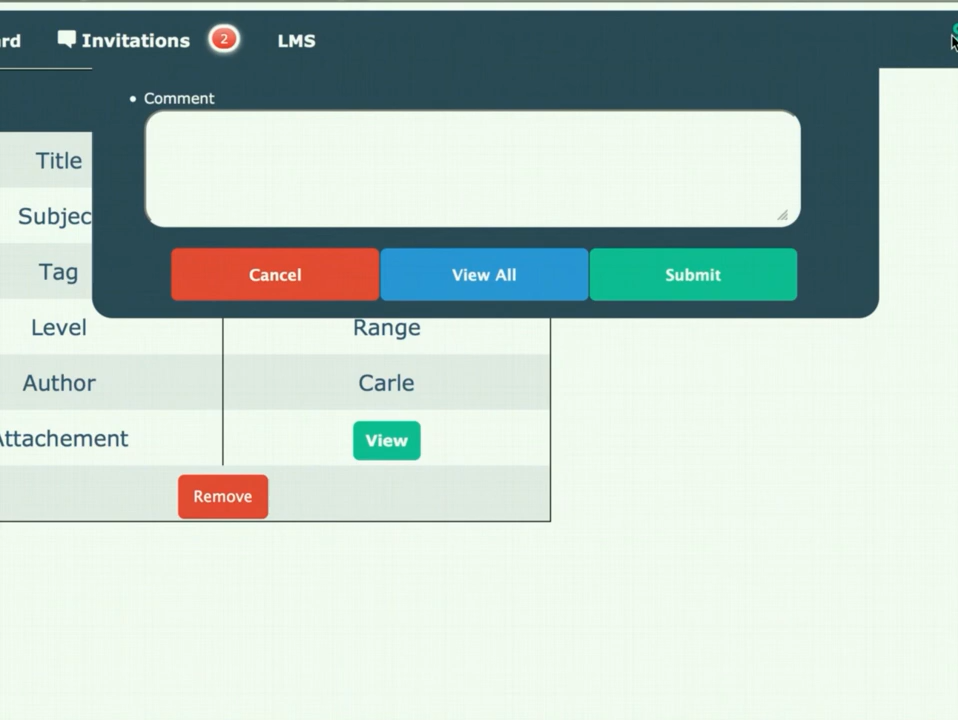 rd Invitations 2 LMS
Comment
Title
Subjec
Tag
Cancel View All Submit
Level Range
Author Carle
Attachement View
Remove